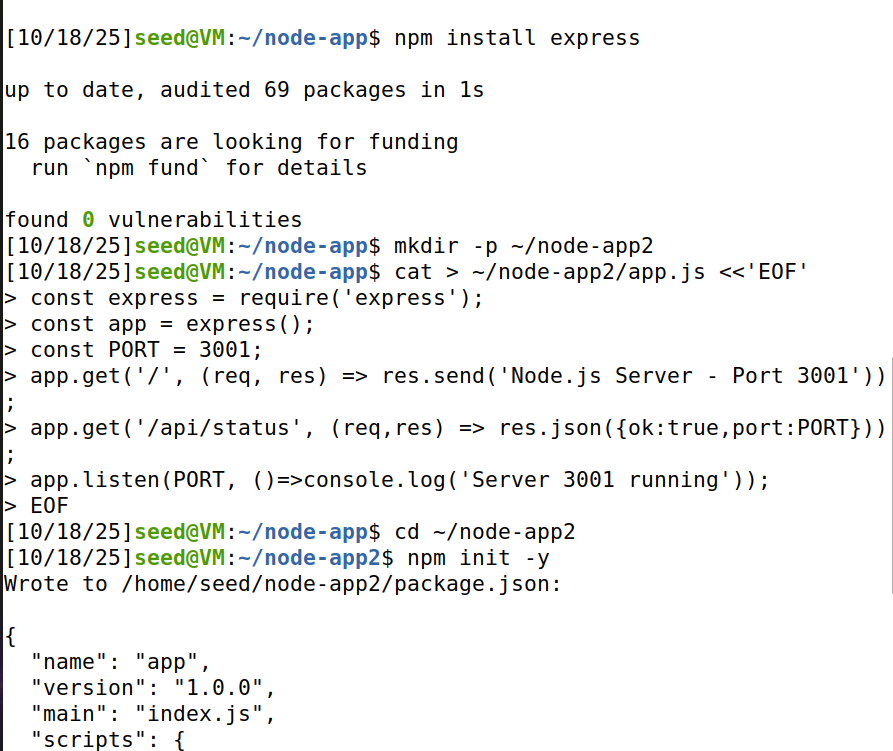 [10/18/25]seed@VM:~/node-app$ npm install express
up to date, audited 69 packages in 1s
16 packages are looking for funding
  run `npm fund` for details
found 0 vulnerabilities
[10/18/25]seed@VM:~/node-app$ mkdir -p ~/node-app2
[10/18/25]seed@VM:~/node-app$ cat > ~/node-app2/app.js <<'EOF'
> const express = require('express');
> const app = express();
> const PORT = 3001;
> app.get('/', (req, res) => res.send('Node.js Server - Port 3001'))
;
> app.get('/api/status', (req,res) => res.json({ok:true,port:PORT}))
;
> app.listen(PORT, ()=>console.log('Server 3001 running'));
> EOF
[10/18/25]seed@VM:~/node-app$ cd ~/node-app2
[10/18/25]seed@VM:~/node-app2$ npm init -y
Wrote to /home/seed/node-app2/package.json:
{
  "name": "app",
  "version": "1.0.0",
  "main": "index.js",
  "scripts": {